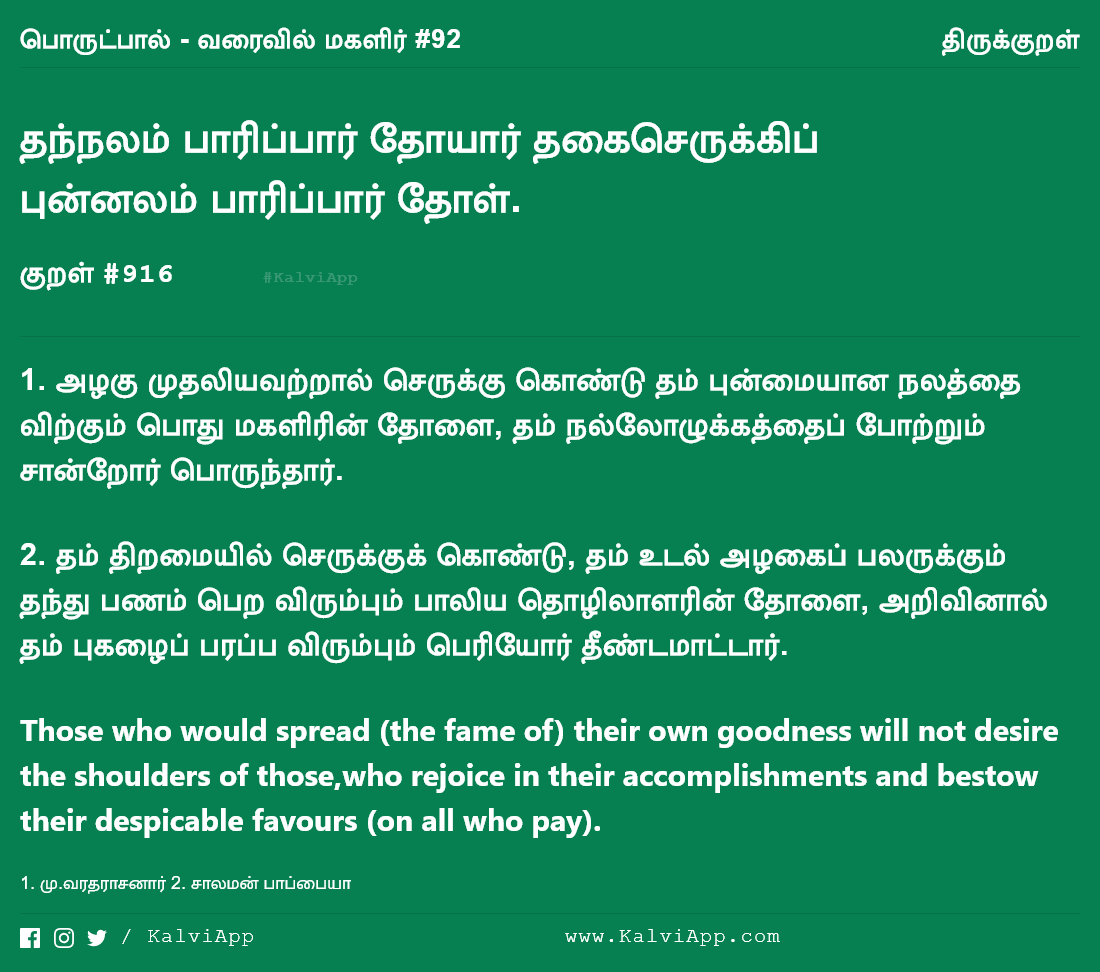 பொருட்பால் - வரைவில் மகளிர் #92 திருக்குறள்
தந்நலம் பாரிப்பார் தோயார் தகைசெருக்கிப்
புன்னலம் பாரிப்பார் தோள்.
குறள் #916 #KalviApp
1. அழகு முதலியவற்றால் செருக்கு கொண்டு தம் புன்மையான நலத்தை
விற்கும் பொது மகளிரின் தோளை, தம் நல்லோழுக்கத்தைப் போற்றும்
சான்றோர் பொருந்தார்.
2. தம் திறமையில் செருக்குக் கொண்டு, தம் உடல் அழகைப் பலருக்கும்
தந்து பணம் பெற விரும்பும் பாலிய தொழிலாளரின் தோளை, அறிவினால்
தம் புகழைப் பரப்ப விரும்பும் பெரியோர் தீண்டமாட்டார்.
Those who would spread (the fame of) their own goodness will not desire
the shoulders of those,who rejoice in their accomplishments and bestow
their despicable favours (on all who pay).
1. மு.வரதராசனார் 2. சாலமன் பாப்பையா
/ KalviApp www.KalviApp.com